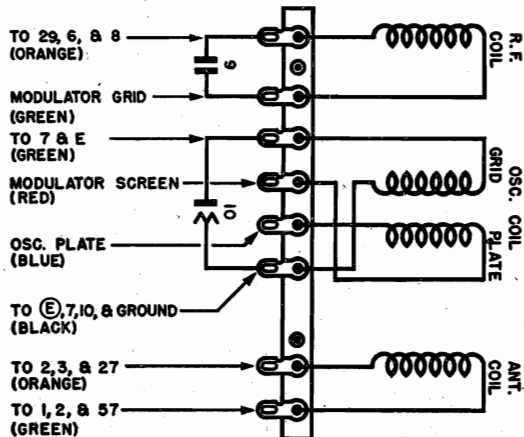 TO 29, 6, & 8
(ORANGE)
9
R.F.
COIL
MODULATOR GRID
(GREEN)
TO 7 & E
(GREEN)
GRID
MODULATOR SCREEN
(RED)
10
OSC. COIL
OSC. PLATE
(BLUE)
PLATE
TO Ⓔ,7,10, & GROUND
(BLACK)
TO 2,3, & 27
(ORANGE)
ANT.
COIL
TO 1, 2, & 57
(GREEN)